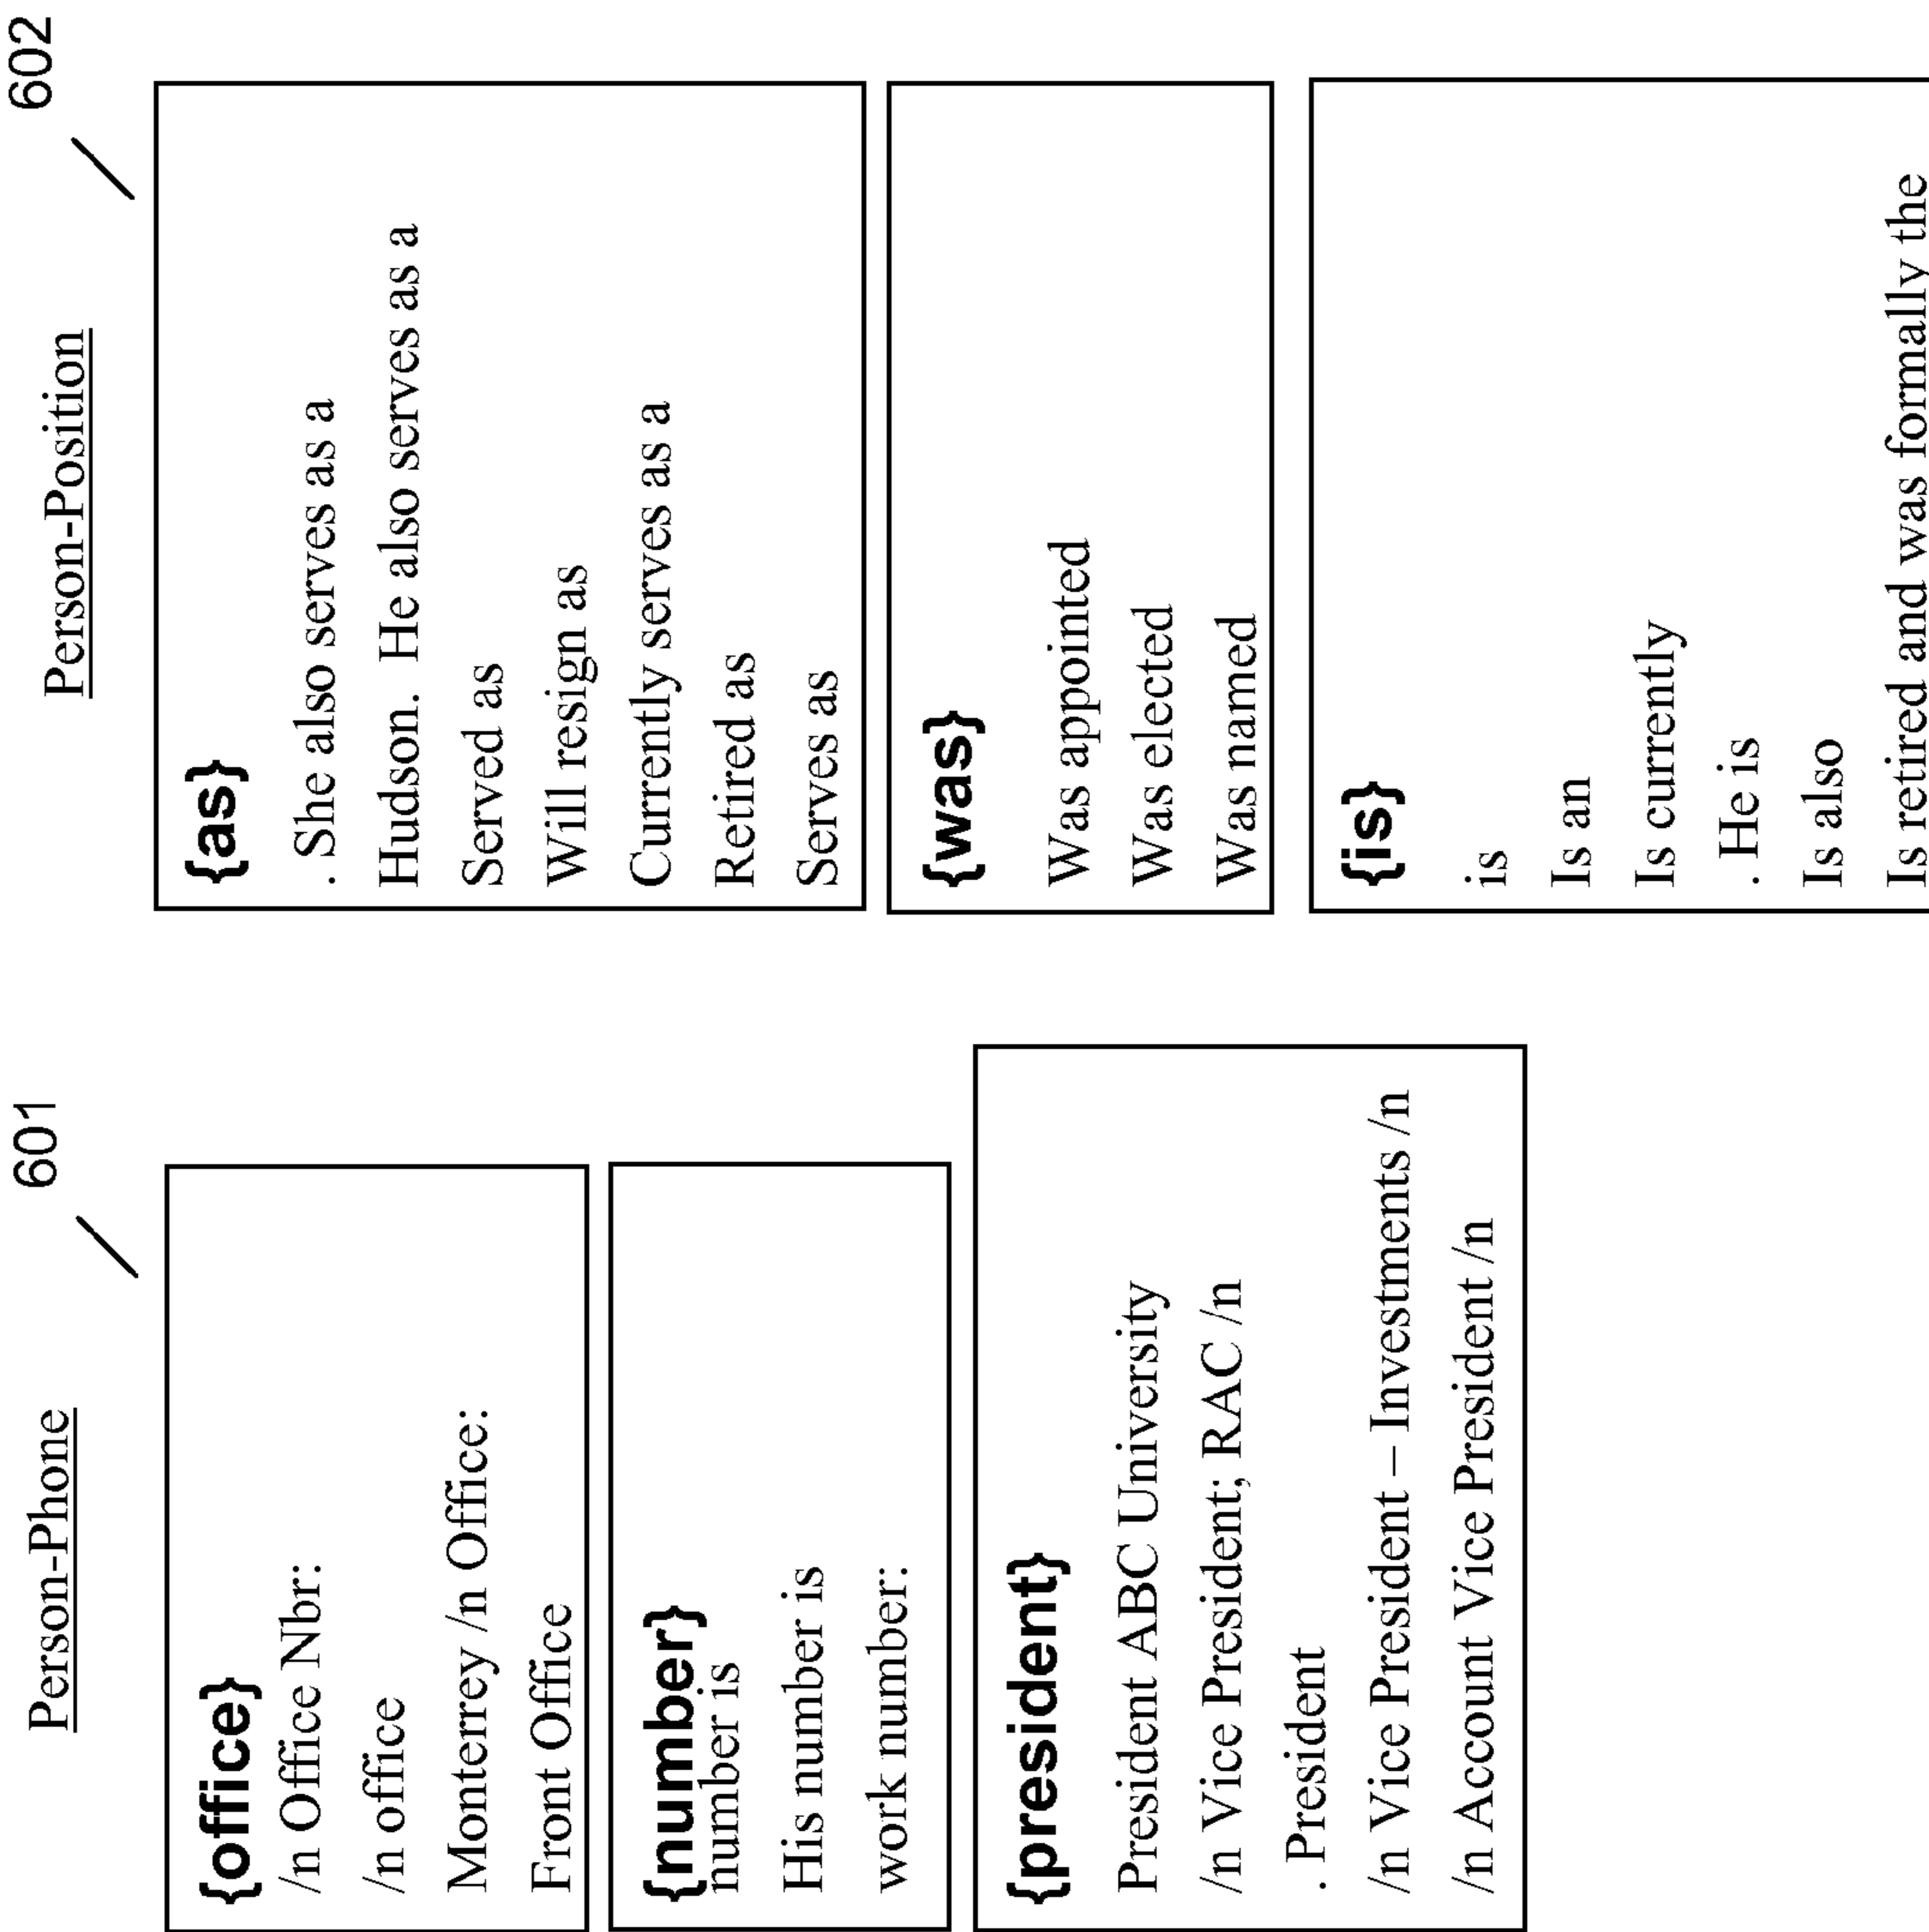 Person-Phone
601
{office}
/n Office Nbr:
/n office
Monterrey /n Office:
Front Office
{number}
number is
His number is
work number:
{president}
President ABC University
/n Vice President; RAC /n
. President
/n Vice President – Investments /n
/n Account Vice President /n
Person-Position
602
{as}
. She also serves as a
Hudson.  He also serves as a
Served as
Will resign as
Currently serves as a
Retired as
Serves as
{was}
Was appointed
Was elected
Was named
{is}
is
Is an
Is currently
. He is
Is also
Is retired and was formally the